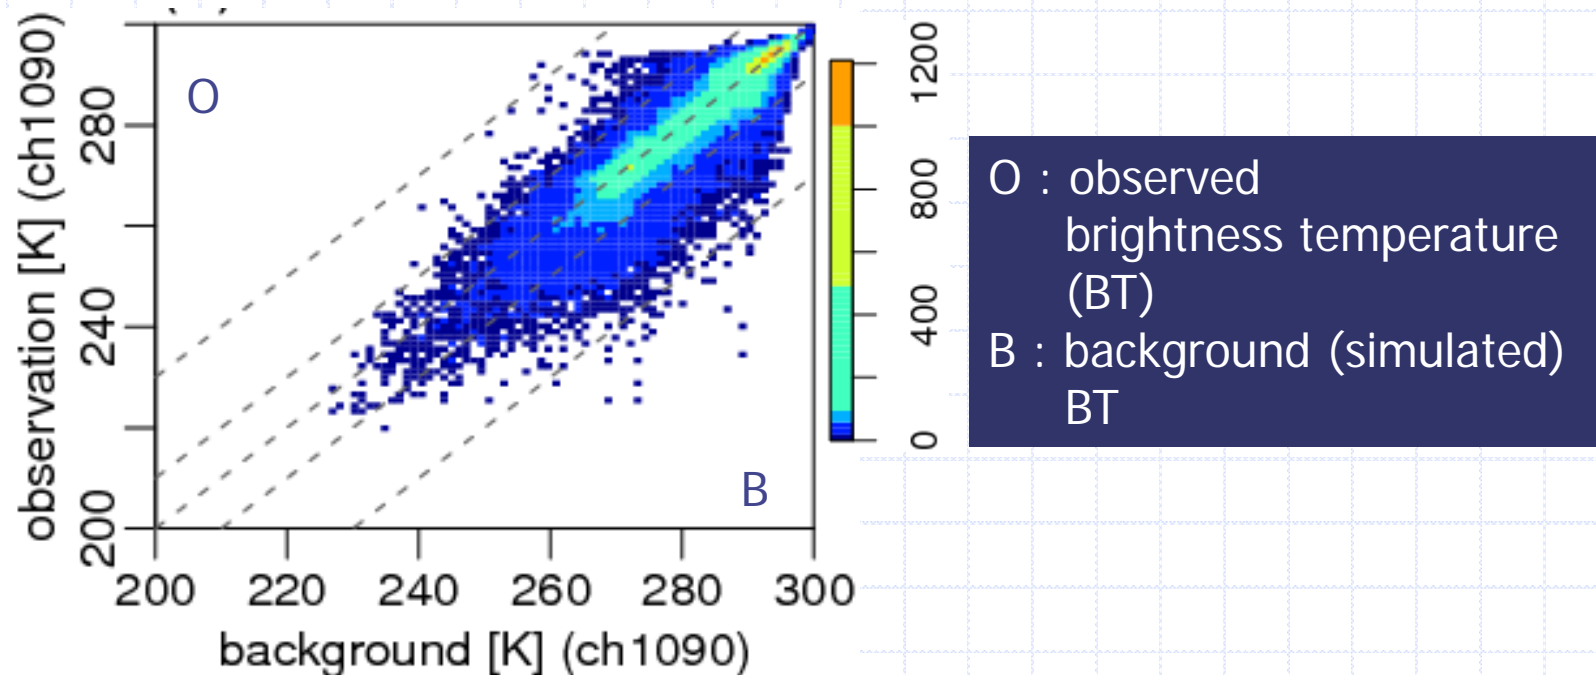 O
B
observation [K] (ch1090)
200
240
280
200
220
240
260
280
300
background [K] (ch1090)
1200
800
400
0
O : observed
brightness temperature
(BT)
B : background (simulated)
BT